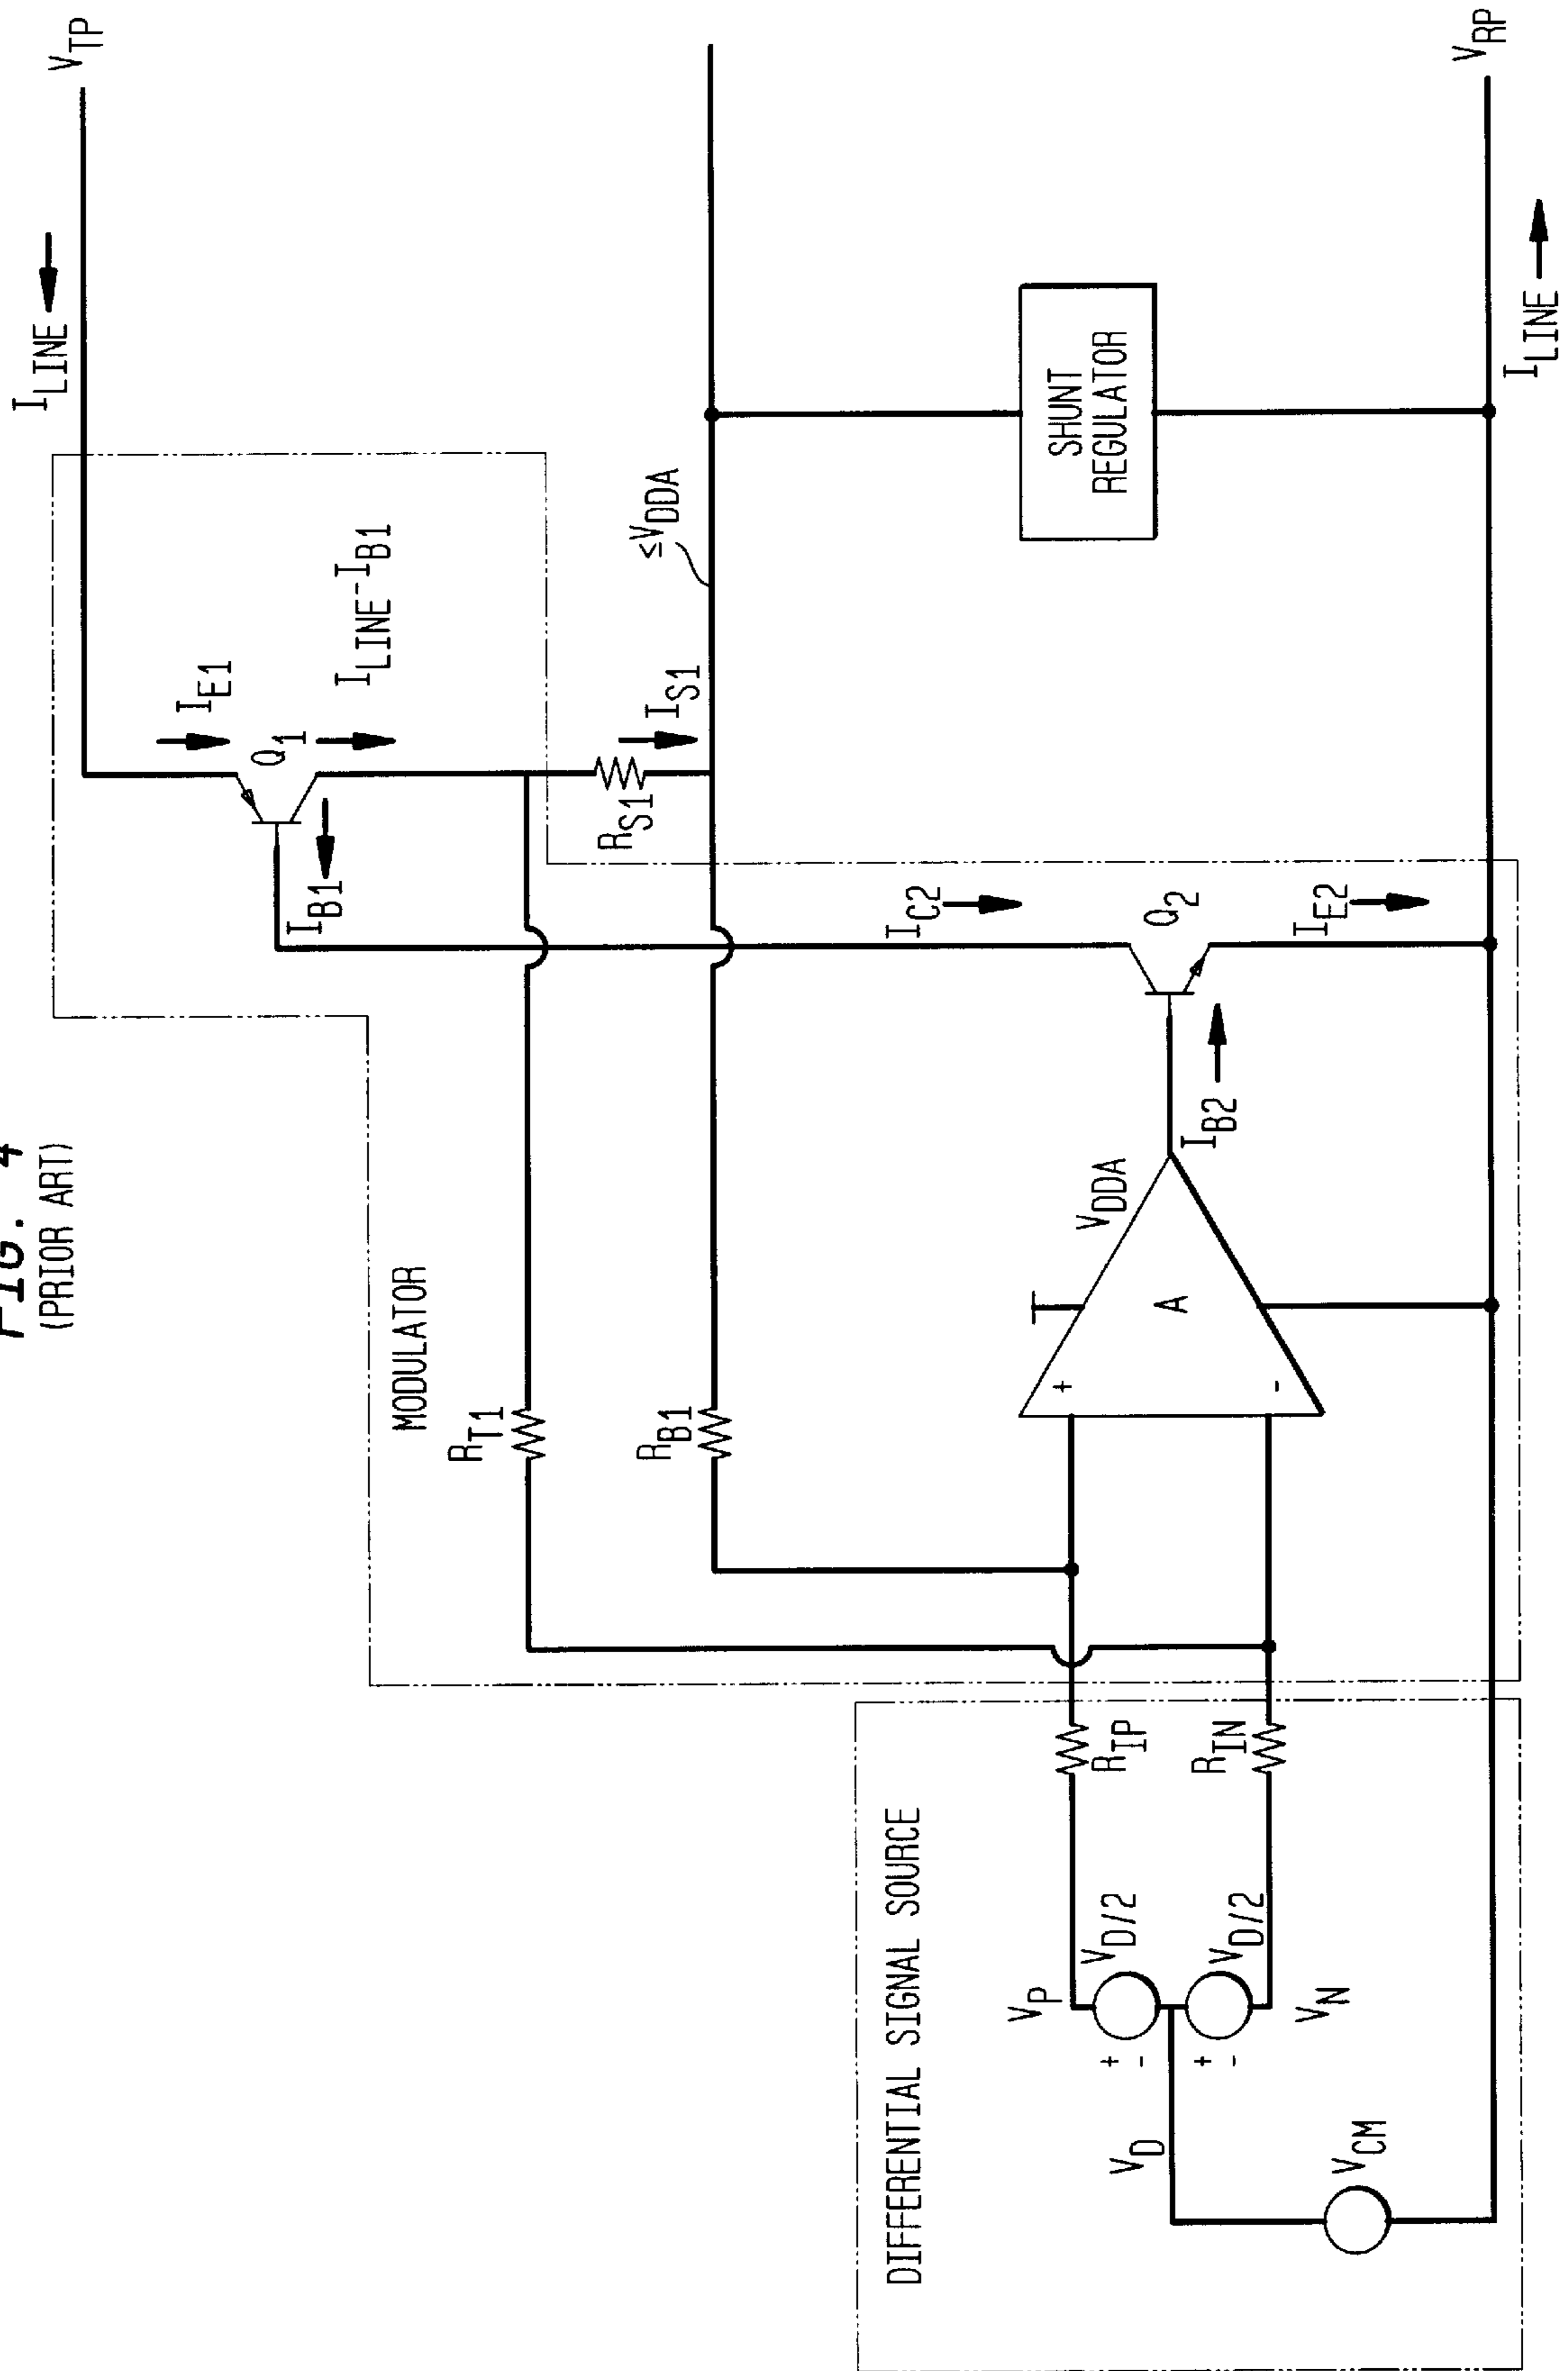 FIG. 4
(PRIOR ART)
I_LINE
V_TP
MODULATOR
I_B1
Q_1
I_E1
I_LINE-I_B1
R_T1
R_S1
I_S1
≤V_DDA
R_B1
DIFFERENTIAL SIGNAL SOURCE
I_C2
V_P
+
V_DDA
SHUNT
REGULATOR
V_D/2
+
-
R_IP
A
Q_2
V_D
V_D/2
+
-
R_IN
-
I_B2
V_N
I_E2
V_CM
V_RP
I_LINE